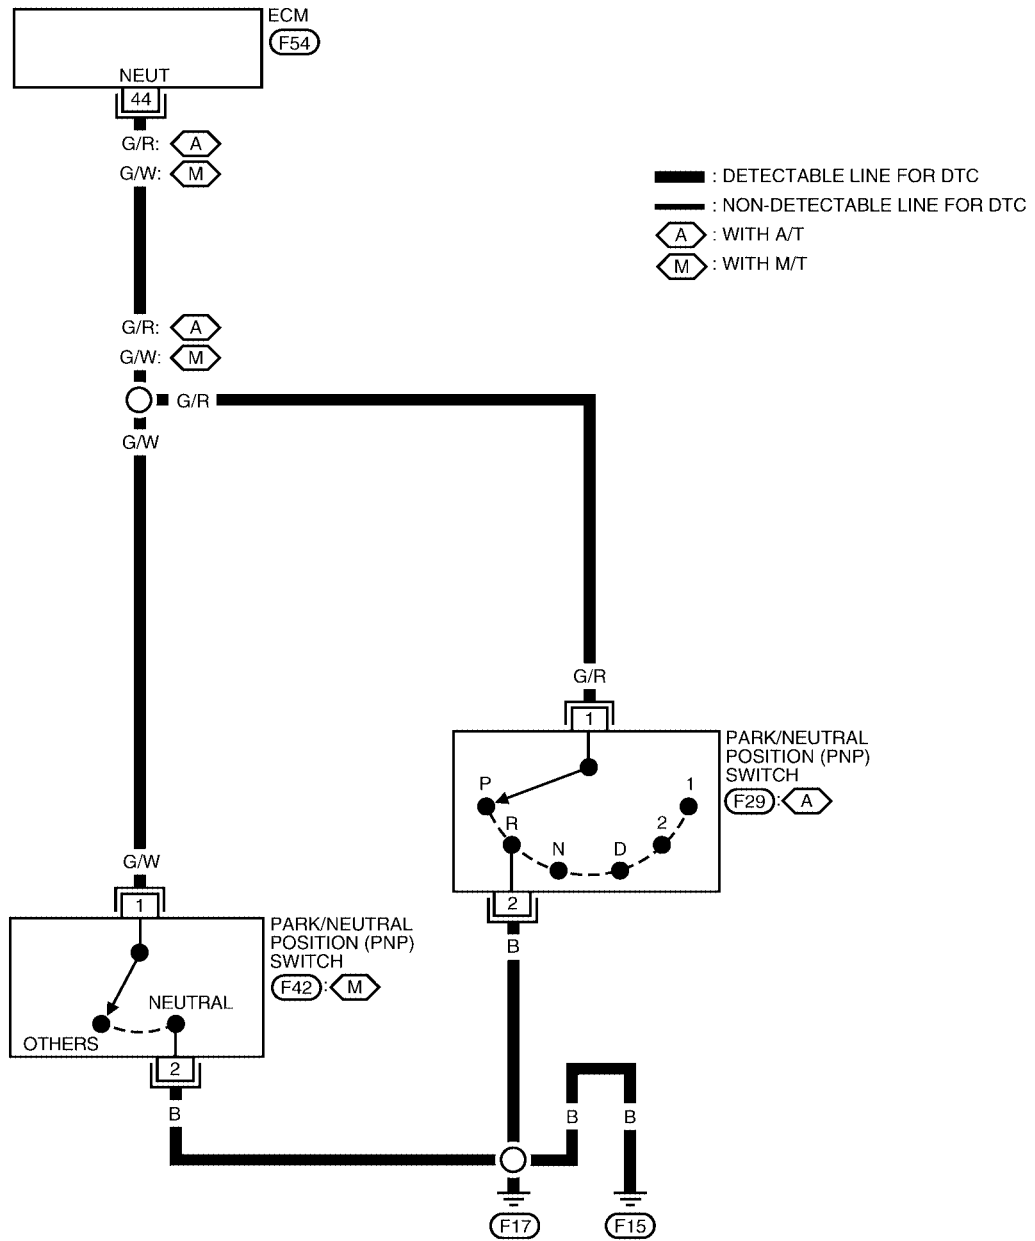 ECM
F54
NEUT
44
G/R: A
G/W: M
: DETECTABLE LINE FOR DTC
: NON-DETECTABLE LINE FOR DTC
A : WITH A/T
M : WITH M/T
G/R: A
G/W: M
G/R
G/W
G/R
1
PARK/NEUTRAL
POSITION (PNP)
SWITCH
F29 : A
P
R
N
D
2
1
2
B
G/W
1
PARK/NEUTRAL
POSITION (PNP)
SWITCH
F42 : M
NEUTRAL
OTHERS
2
B
B
B
F17
F15